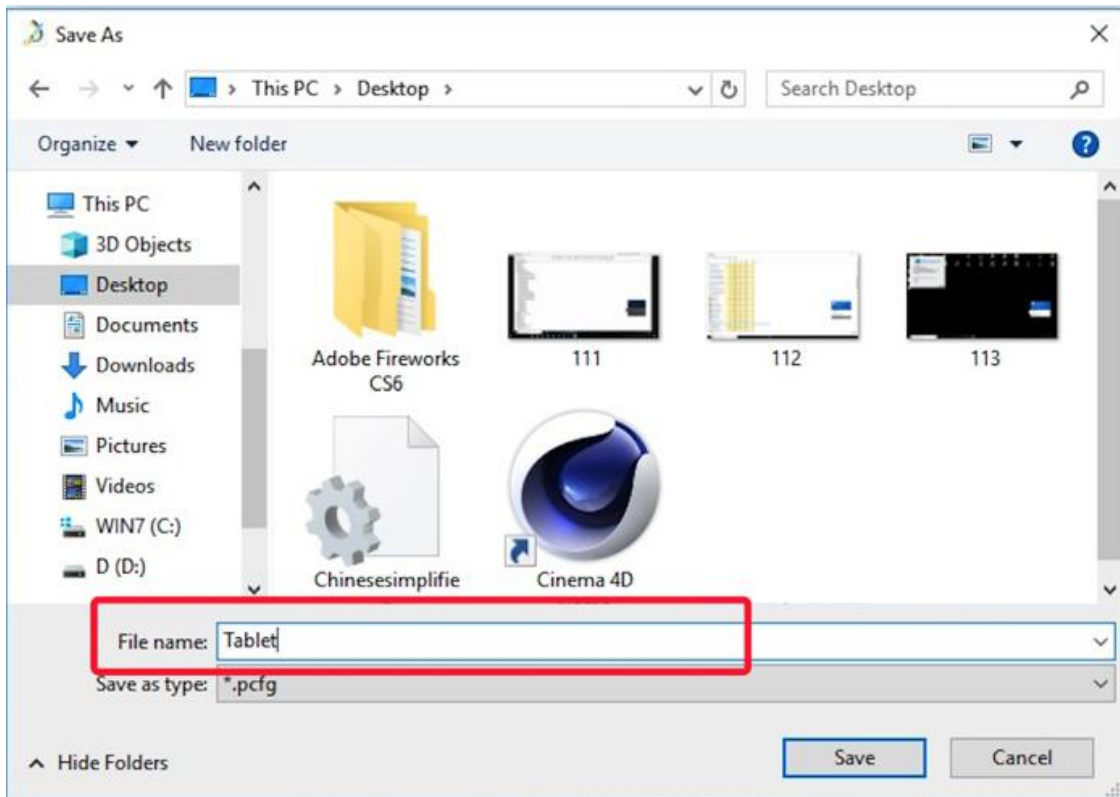 Save As
This PC > Desktop >
Search Desktop
Organize
New folder
This PC
3D Objects
Desktop
Documents
Downloads
Music
Pictures
Videos
WIN7 (C:)
D (D:)
Adobe Fireworks
CS6
111
112
113
Chinesesimplifie
Cinema 4D
File name: Tablet
Save as type: *.pcfg
Hide Folders
Save
Cancel